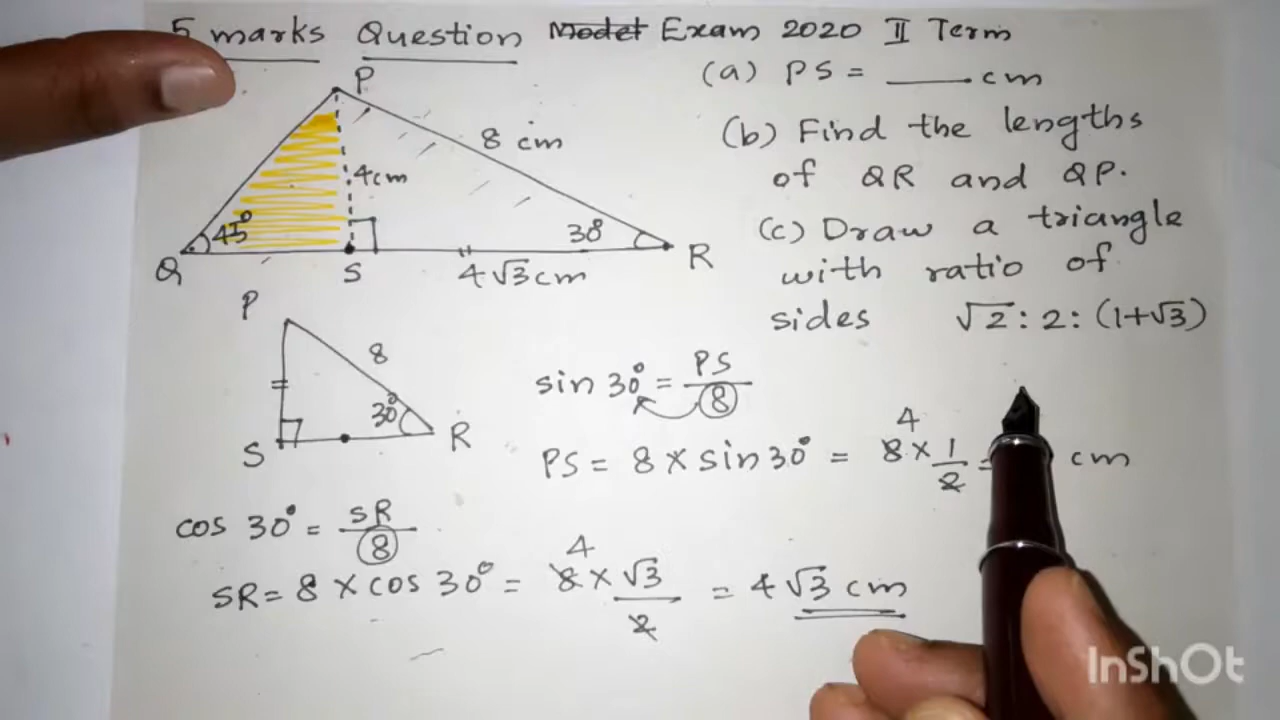 5 marks Question Model Exam 2020 II Term
(a) PS = ____ cm
(b) Find the lengths
of QR and QP.
(c) Draw a triangle
with ratio of
sides √2 : 2 : (1+√3)
P
8 cm
4cm
45°
30°
Q
S
4√3 cm
R
P
8
30°
S
R
sin 30° = PS/8
PS = 8 × sin 30° = 8 × 1/2 = cm
4
cos 30° = SR/8
SR = 8 × cos 30° = 8 × √3/2 = 4√3 cm
4
InShOt